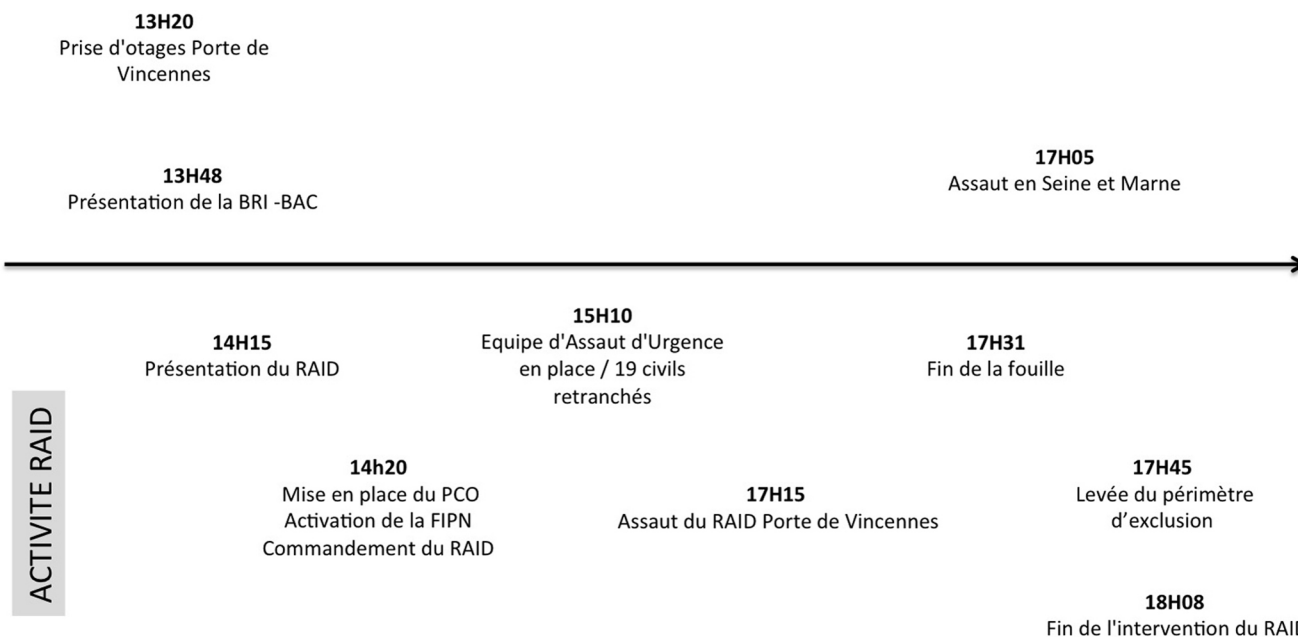 13H20
Prise d'otages Porte de
Vincennes
13H48
Présentation de la BRI -BAC
17H05
Assaut en Seine et Marne
14H15
Présentation du RAID
15H10
Equipe d'Assaut d'Urgence
en place / 19 civils
retranchés
17H31
Fin de la fouille
ACTIVITE RAID
14h20
Mise en place du PCO
Activation de la FIPN
Commandement du RAID
17H15
Assaut du RAID Porte de Vincennes
17H45
Levée du périmètre
d’exclusion
18H08
Fin de l'intervention du RAID